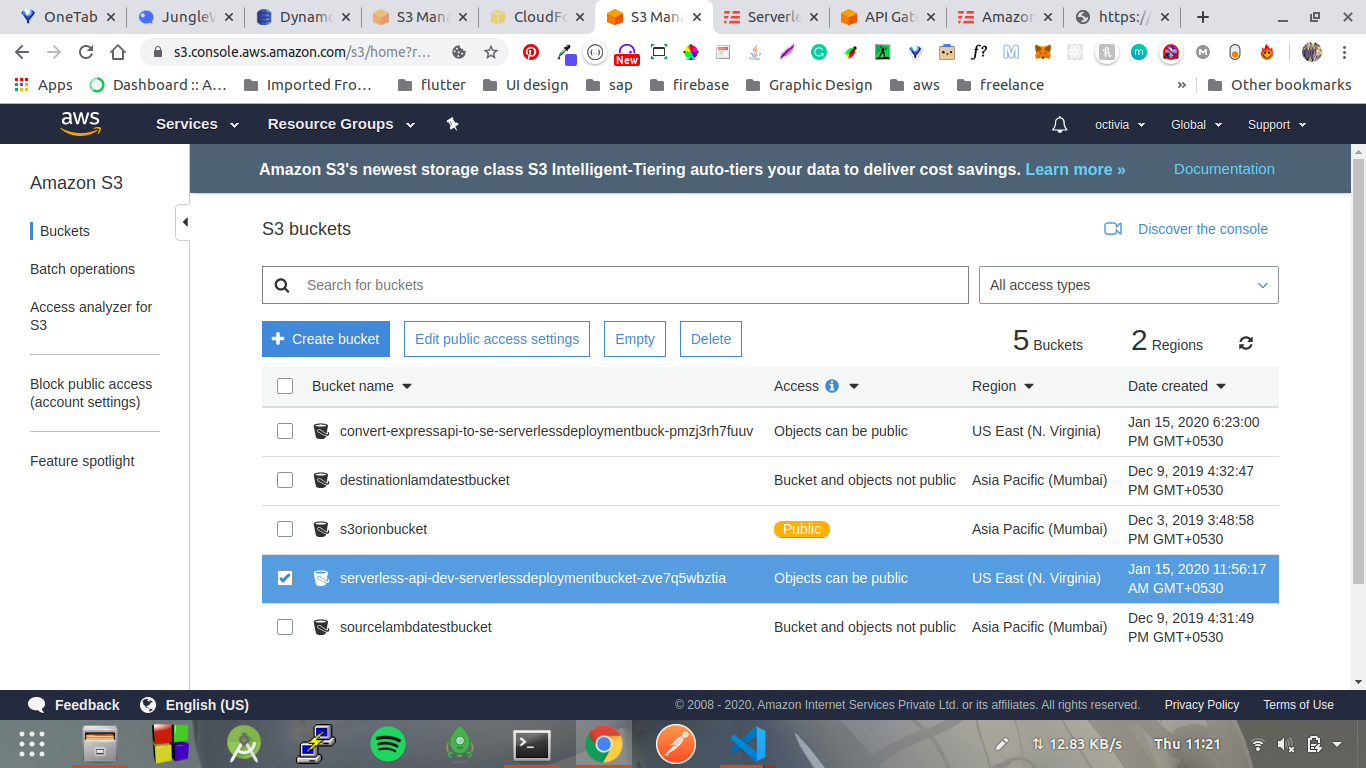 OneTab
JungleW
Dynamo
S3 Mana
CloudFo
S3 Mana
Serverle
API Gat
Amazon
https://
s3.console.aws.amazon.com/s3/home?r…
New
f?
Apps
Dashboard :: A…
Imported Fro…
flutter
UI design
sap
firebase
Graphic Design
aws
freelance
»
Other bookmarks
aws
Services
Resource Groups
octivia
Global
Support
Amazon S3
Buckets
Batch operations
Access analyzer for
S3
Block public access
(account settings)
Feature spotlight
Amazon S3's newest storage class S3 Intelligent-Tiering auto-tiers your data to deliver cost savings. Learn more »
Documentation
S3 buckets
Discover the console
Search for buckets
All access types
Create bucket
Edit public access settings
Empty
Delete
5 Buckets
2 Regions
Bucket name
Access
Region
Date created
convert-expressapi-to-se-serverlessdeploymentbuck-pmzj3rh7fuuv
Objects can be public
US East (N. Virginia)
Jan 15, 2020 6:23:00
PM GMT+0530
destinationlamdatestbucket
Bucket and objects not public
Asia Pacific (Mumbai)
Dec 9, 2019 4:32:47
PM GMT+0530
s3orionbucket
Public
Asia Pacific (Mumbai)
Dec 3, 2019 3:48:58
PM GMT+0530
serverless-api-dev-serverlessdeploymentbucket-zve7q5wbztia
Objects can be public
US East (N. Virginia)
Jan 15, 2020 11:56:17
AM GMT+0530
sourcelambdatestbucket
Bucket and objects not public
Asia Pacific (Mumbai)
Dec 9, 2019 4:31:49
PM GMT+0530
Feedback
English (US)
© 2008 - 2020, Amazon Internet Services Private Ltd. or its affiliates. All rights reserved.
Privacy Policy
Terms of Use
12.83 KB/s
Thu 11:21